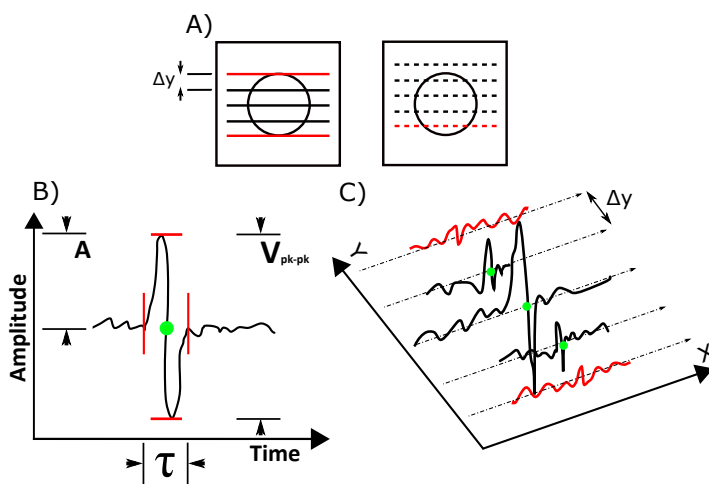 A)
Δy
B)
A
V pk-pk
Amplitude
Time
τ
C)
Δy
Y
X